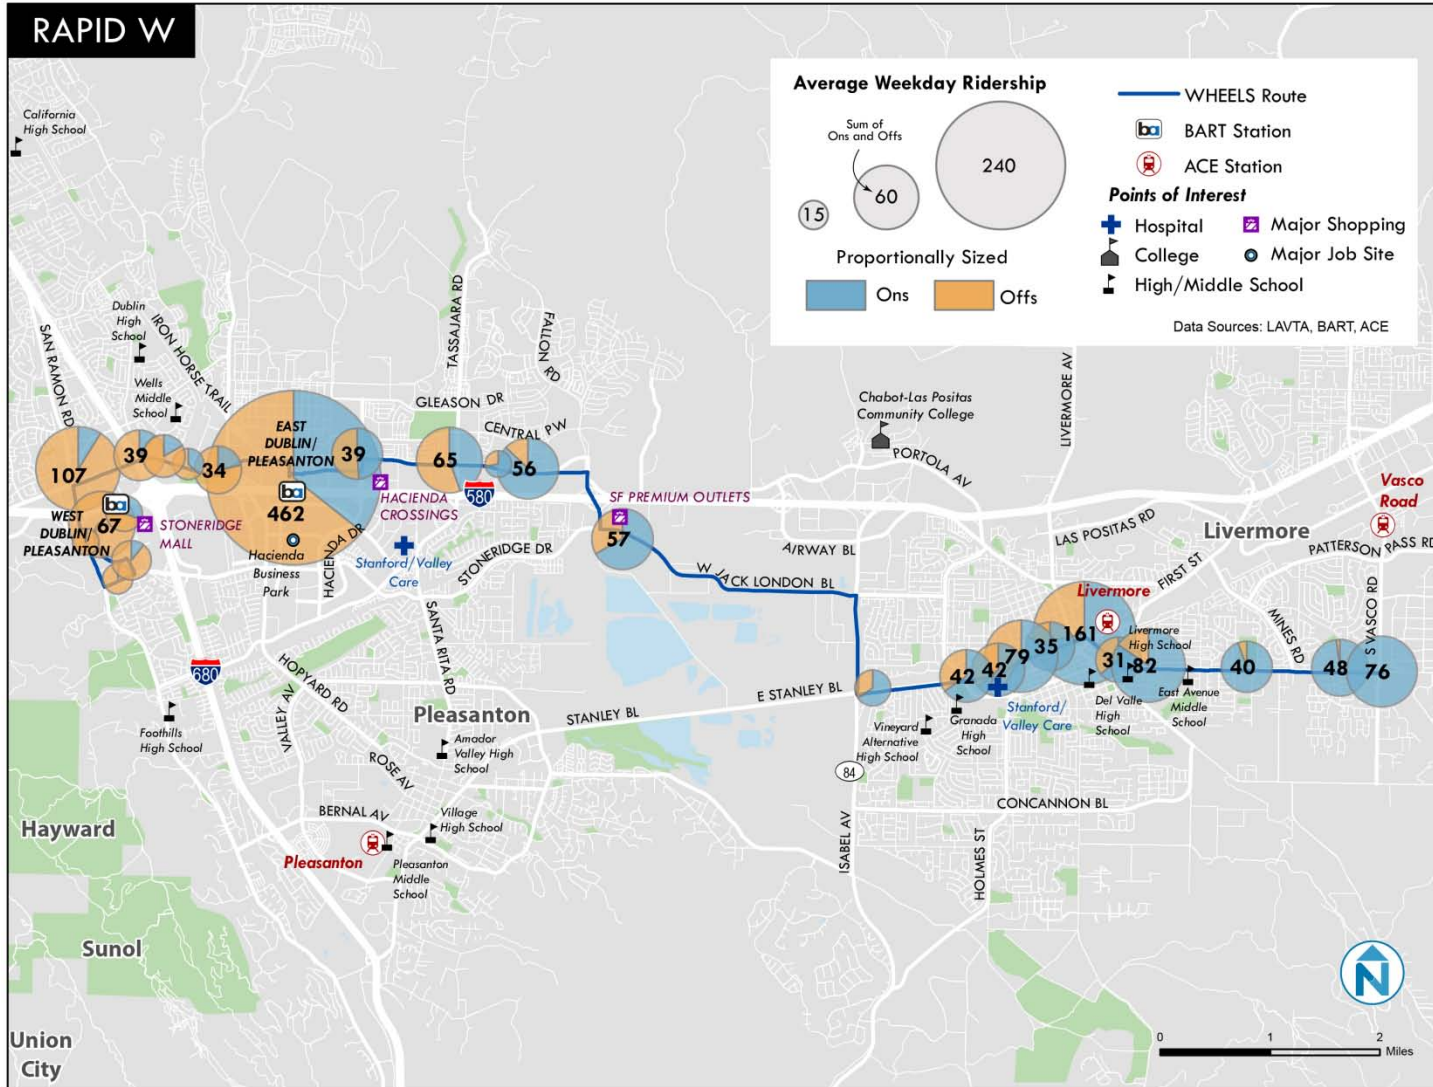 RAPID W
California
High School
Average Weekday Ridership
Sum of
Ons and Offs
15
60
240
Proportionally Sized
Ons
Offs
WHEELS Route
ba
BART Station
ACE Station
Points of Interest
Hospital
Major Shopping
College
Major Job Site
High/Middle School
Data Sources: LAVTA, BART, ACE
SAN RAMON RD
Dublin
High
School
IRON HORSE TRAIL
Wells
Middle
School
TASSAJARA RD
FALLON RD
GLEASON DR
CENTRAL PW
107
39
34
EAST
DUBLIN/
PLEASANTON
ba
462
Hacienda
Business
Park
39
65
56
580
HACIENDA
CROSSINGS
HACIENDA DR
ba
67
WEST
DUBLIN/
PLEASANTON
STONERIDGE
MALL
Stanford/Valley
Care
STONERIDGE DR
SF PREMIUM OUTLETS
57
W JACK LONDON BL
AIRWAY BL
Chabot-Las Positas
Community College
PORTOLA AV
LIVERMORE AV
LAS POSITAS RD
FIRST ST
Livermore
Vasco
Road
PATTERSON PASS RD
S VASCO RD
MINES RD
Livermore
161
35
79
42
42
31
82
40
48
76
Livermore
High School
Del Valle
High
School
East Avenue
Middle
School
Stanford/
Valley Care
Granada
High
School
Vineyard
Alternative
High School
E STANLEY BL
STANLEY BL
SANTA RITA RD
HOPYARD RD
VALLEY AV
680
Foothills
High School
Pleasanton
Amador
Valley High
School
ROSE AV
BERNAL AV
Village
High School
Pleasanton
Pleasanton
Middle
School
84
ISABEL AV
CONCANNON BL
HOLMES ST
Hayward
Sunol
Union
City
N
0
1
2
Miles